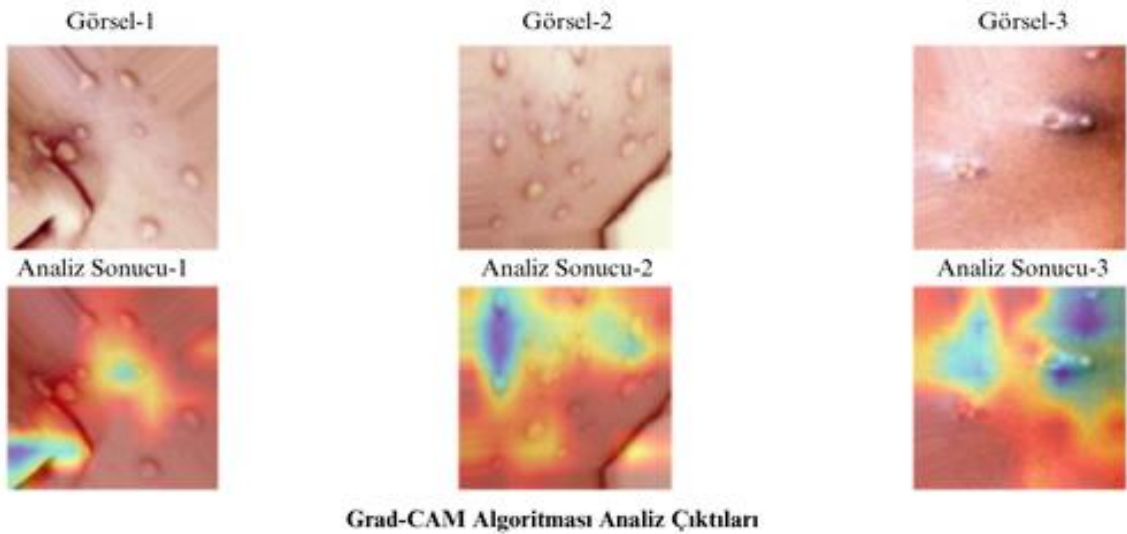 Görsel-1
Görsel-2
Görsel-3
Analiz Sonucu-1
Analiz Sonucu-2
Analiz Sonucu-3
Grad-CAM Algoritması Analiz Çıktıları